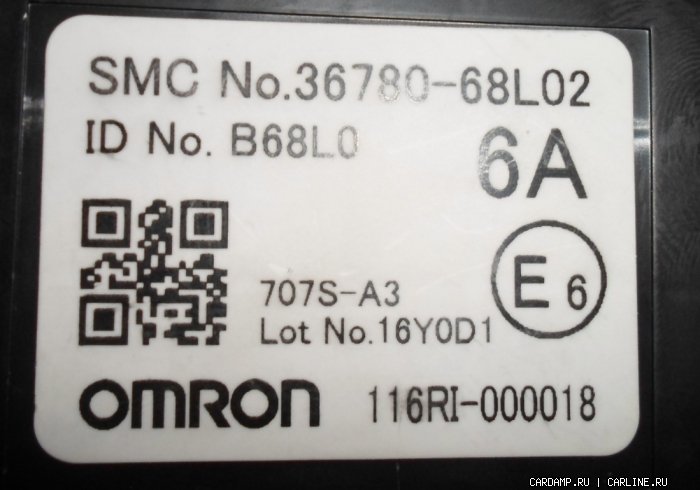 SMC No.36780-68L02
ID No. B68L0
6A
E 6
707S-A3
Lot No.16Y0D1
OMRON 116RI-000018
CARDAMP.RU | CARLINE.RU